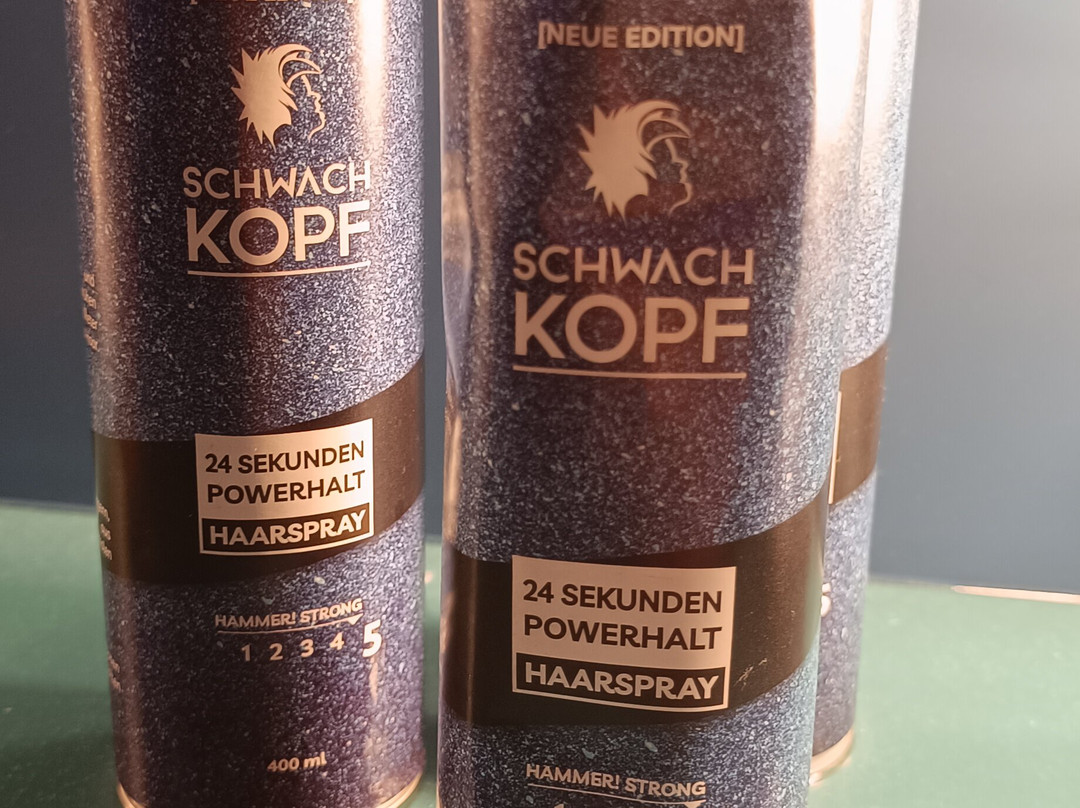 SCHWACH
KOPF
24 SEKUNDEN
POWERHALT
HAARSPRAY
HAMMER! STRONG
1 2 3 4 5
400 ml
[NEUE EDITION]
SCHWACH
KOPF
24 SEKUNDEN
POWERHALT
HAARSPRAY
HAMMER! STRONG
5